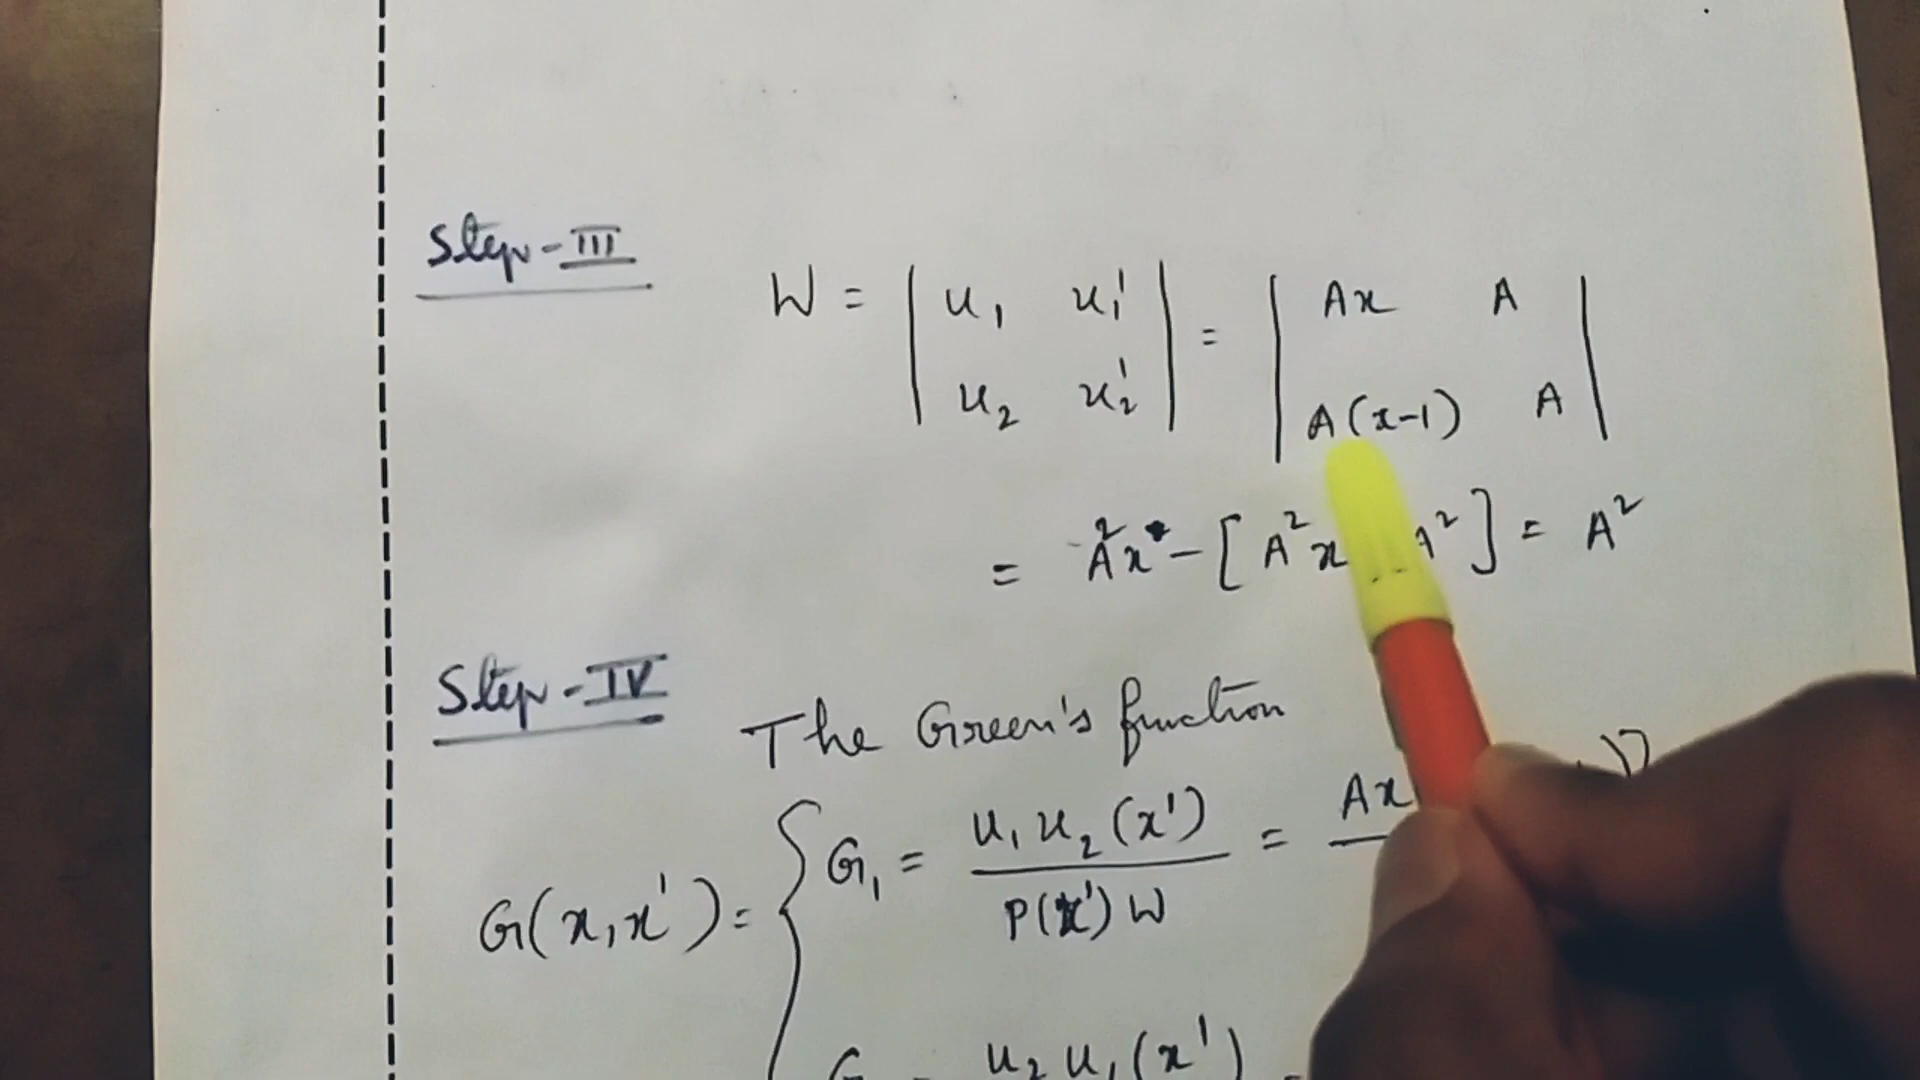 Step-III
W = | u₁ u₁' | = | Ax A |
| u₂ u₂' | | A(x-1) A |
= A²x - [A²x A²] = A²
Step-IV
The Green's function
G(x,x') = { G₁ = u₁u₂(x') / P(x')W = Ax
u₂u₁(x')